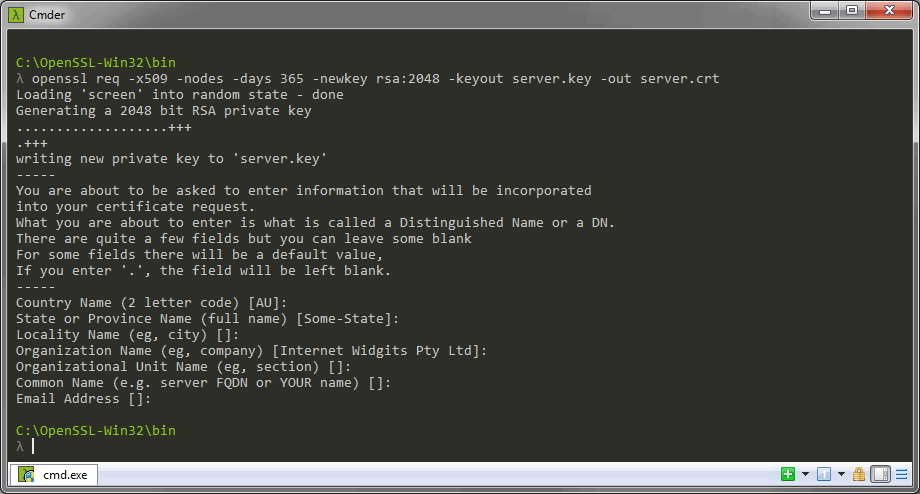 Cmder
C:\OpenSSL-Win32\bin
λ openssl req -x509 -nodes -days 365 -newkey rsa:2048 -keyout server.key -out server.crt
Loading 'screen' into random state - done
Generating a 2048 bit RSA private key
...................+++
.+++
writing new private key to 'server.key'
-----
You are about to be asked to enter information that will be incorporated
into your certificate request.
What you are about to enter is what is called a Distinguished Name or a DN.
There are quite a few fields but you can leave some blank
For some fields there will be a default value,
If you enter '.', the field will be left blank.
-----
Country Name (2 letter code) [AU]:
State or Province Name (full name) [Some-State]:
Locality Name (eg, city) []:
Organization Name (eg, company) [Internet Widgits Pty Ltd]:
Organizational Unit Name (eg, section) []:
Common Name (e.g. server FQDN or YOUR name) []:
Email Address []:
C:\OpenSSL-Win32\bin
λ
cmd.exe